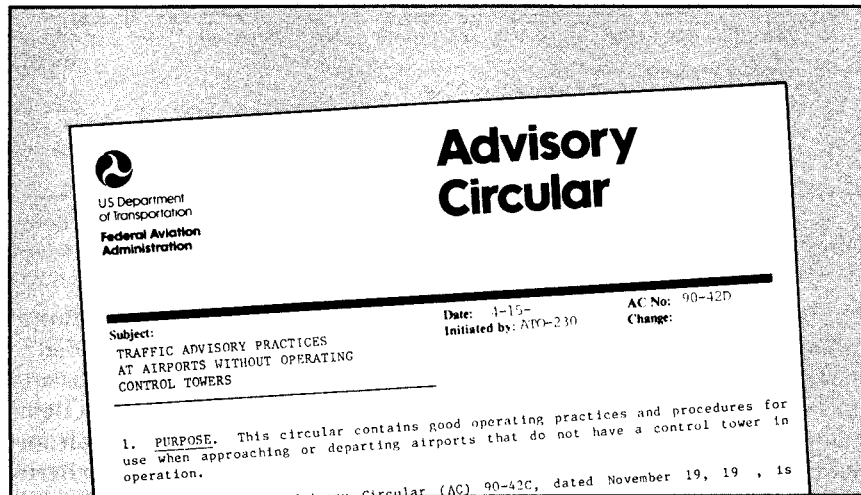 US Department
of Transportation
Federal Aviation
Administration
Advisory
Circular
Subject:
TRAFFIC ADVISORY PRACTICES
AT AIRPORTS WITHOUT OPERATING
CONTROL TOWERS
Date: 4-15-
Initiated by: ATO-230
AC No: 90-42D
Change:
1. PURPOSE. This circular contains good operating practices and procedures for
use when approaching or departing airports that do not have a control tower in
operation.
Circular (AC) 90-42C, dated November 19, 19 , is